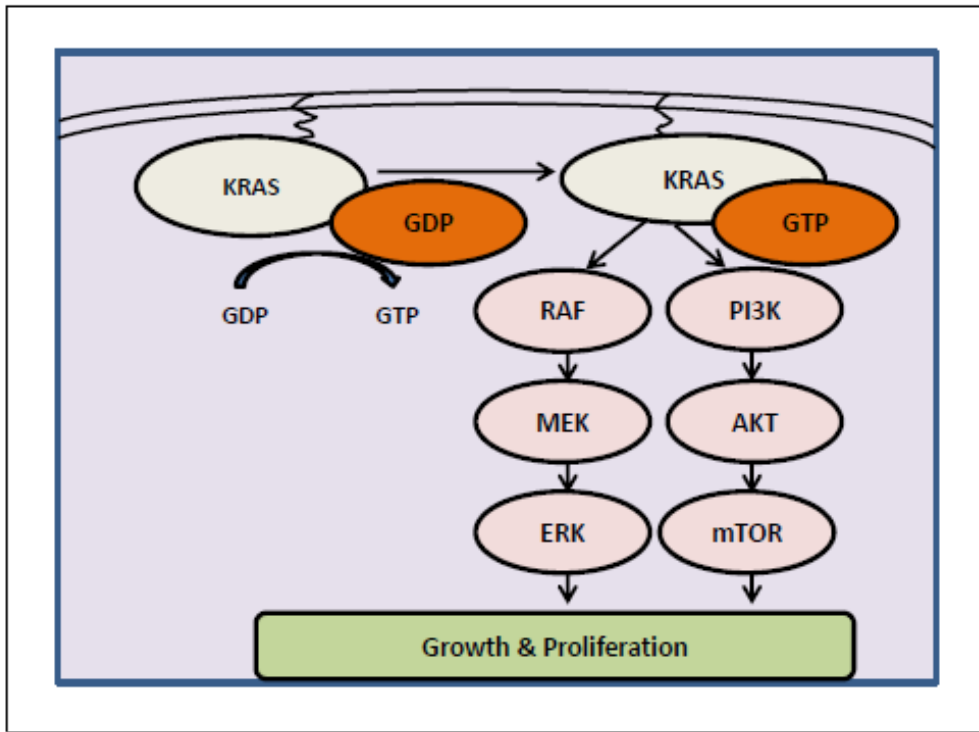 KRAS
GDP
KRAS
GTP
GDP
GTP
RAF
PI3K
MEK
AKT
ERK
mTOR
Growth & Proliferation